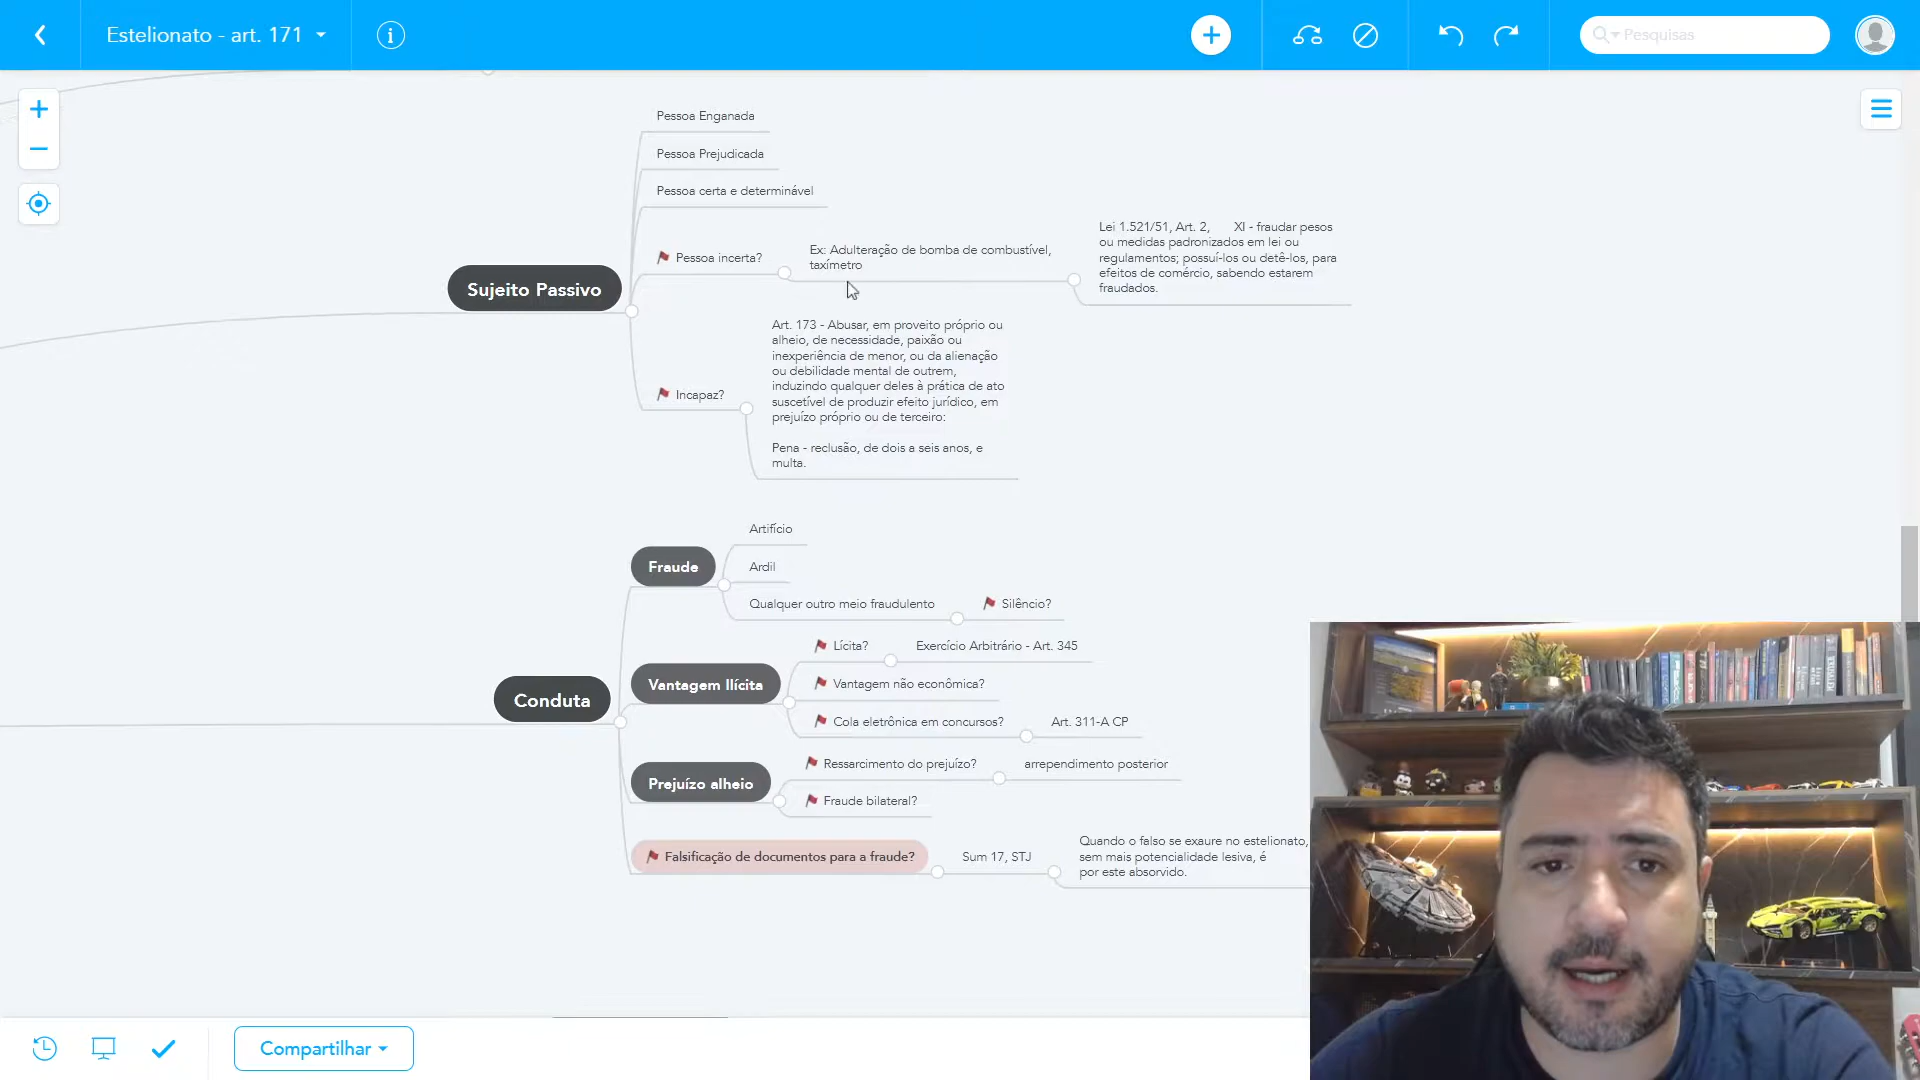 Estelionato - art. 171
Pesquisas
Pessoa Enganada
Pessoa Prejudicada
Pessoa certa e determinável
Pessoa incerta?
Ex: Adulteração de bomba de combustível,
taxímetro
Lei 1.521/51, Art. 2, XI - fraudar pesos
ou medidas padronizados em lei ou
regulamentos; possuí-los ou detê-los, para
efeitos de comércio, sabendo estarem
fraudados.
Sujeito Passivo
Incapaz?
Art. 173 - Abusar, em proveito próprio ou
alheio, de necessidade, paixão ou
inexperiência de menor, ou da alienação
ou debilidade mental de outrem,
induzindo qualquer deles à prática de ato
suscetível de produzir efeito jurídico, em
prejuízo próprio ou de terceiro:
Pena - reclusão, de dois a seis anos, e
multa.
Conduta
Fraude
Artifício
Ardil
Qualquer outro meio fraudulento
Silêncio?
Vantagem Ilícita
Lícita?
Exercício Arbitrário - Art. 345
Vantagem não econômica?
Cola eletrônica em concursos?
Art. 311-A CP
Prejuízo alheio
Ressarcimento do prejuízo?
arrependimento posterior
Fraude bilateral?
Falsificação de documentos para a fraude?
Sum 17, STJ
Quando o falso se exaure no estelionato,
sem mais potencialidade lesiva, é
por este absorvido.
Compartilhar